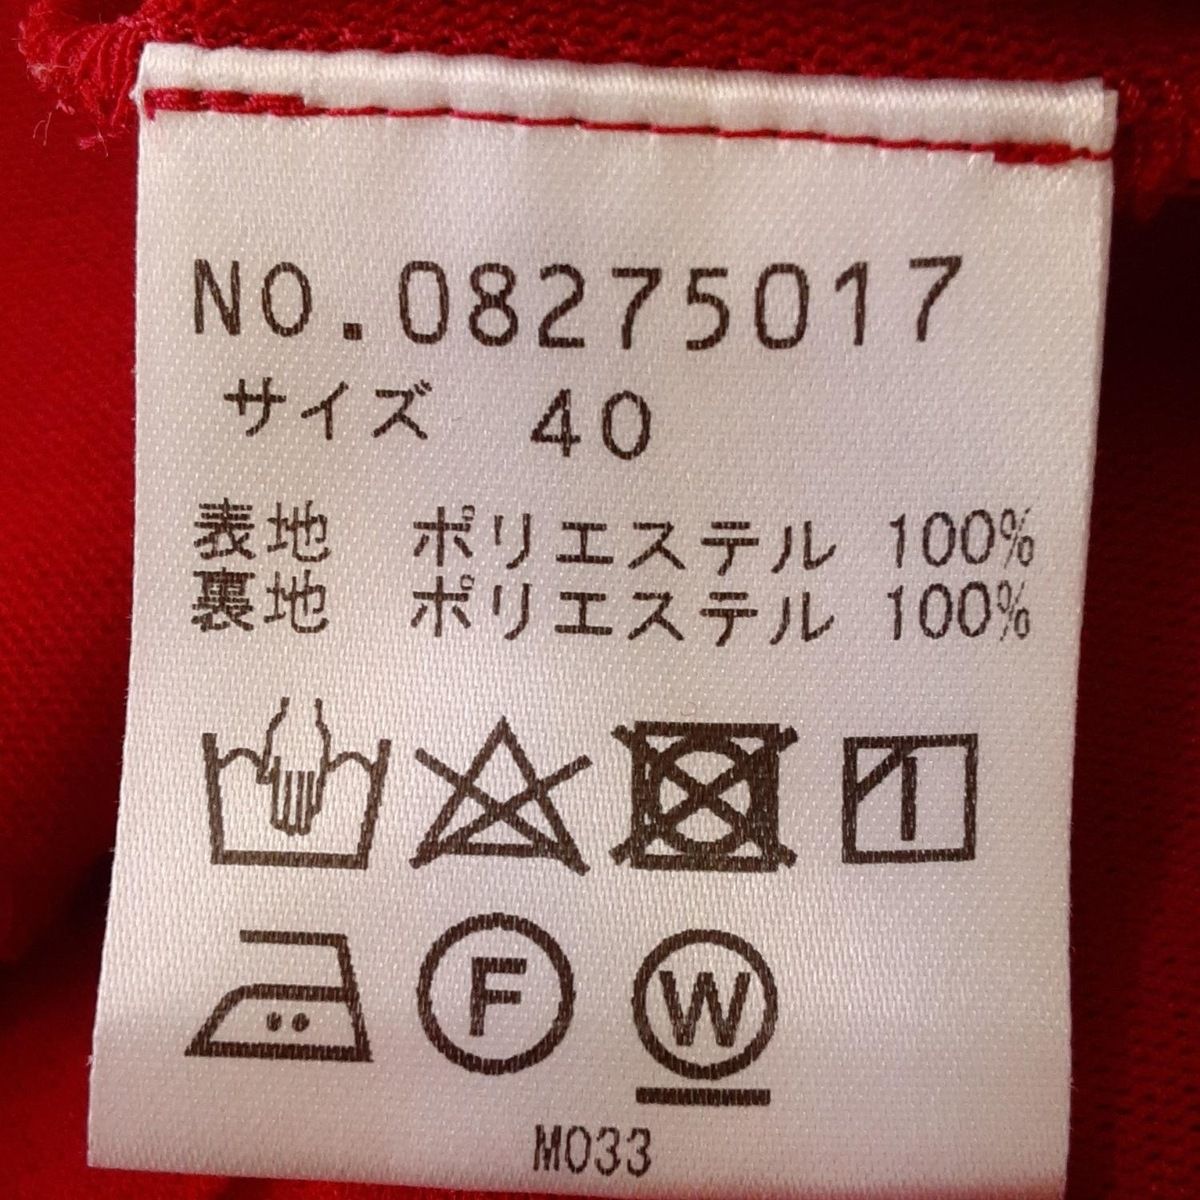 NO.08275017
サイズ 40
表地 ポリエステル 100%
裏地 ポリエステル 100%
F W
M033